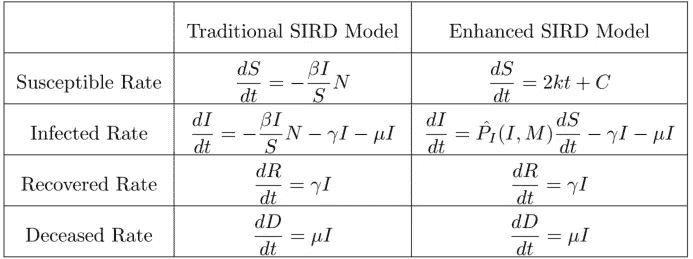 Traditional SIRD Model Enhanced SIRD Model
Susceptible Rate $\frac{dS}{dt} = -\frac{\beta I}{S}N$ $\frac{dS}{dt} = 2kt + C$
Infected Rate $\frac{dI}{dt} = -\frac{\beta I}{S}N - \gamma I - \mu I$ $\frac{dI}{dt} = \hat{P}_I(I, M)\frac{dS}{dt} - \gamma I - \mu I$
Recovered Rate $\frac{dR}{dt} = \gamma I$ $\frac{dR}{dt} = \gamma I$
Deceased Rate $\frac{dD}{dt} = \mu I$ $\frac{dD}{dt} = \mu I$